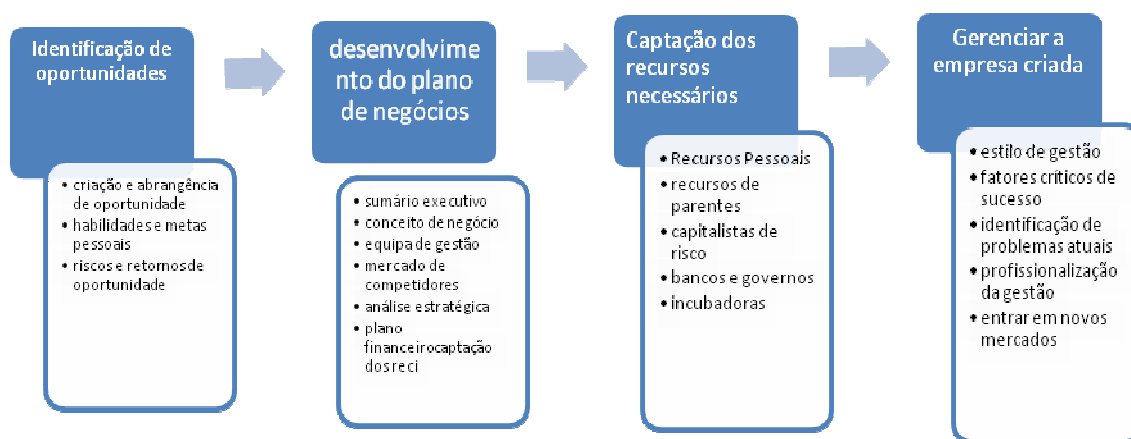 Identificação de
oportunidades
• criação e abrangência
de oportunidade
• habilidades e metas
pessoais
• riscos e retornos de
oportunidade
desenvolvime
nto do plano
de negócios
• sumário executivo
• conceito de negócio
• equipa de gestão
• mercado de
competidores
• análise estratégica
• plano
financeirocaptação
dos reci
Captação dos
recursos
necessários
• Recursos Pessoais
• recursos de
parentes
• capitalistas de
risco
• bancos e governos
• incubadoras
Gerenciar a
empresa criada
• estilo de gestão
• fatores críticos de
sucesso
• identificação de
problemas atuais
• profissionalização
da gestão
• entrar em novos
mercados